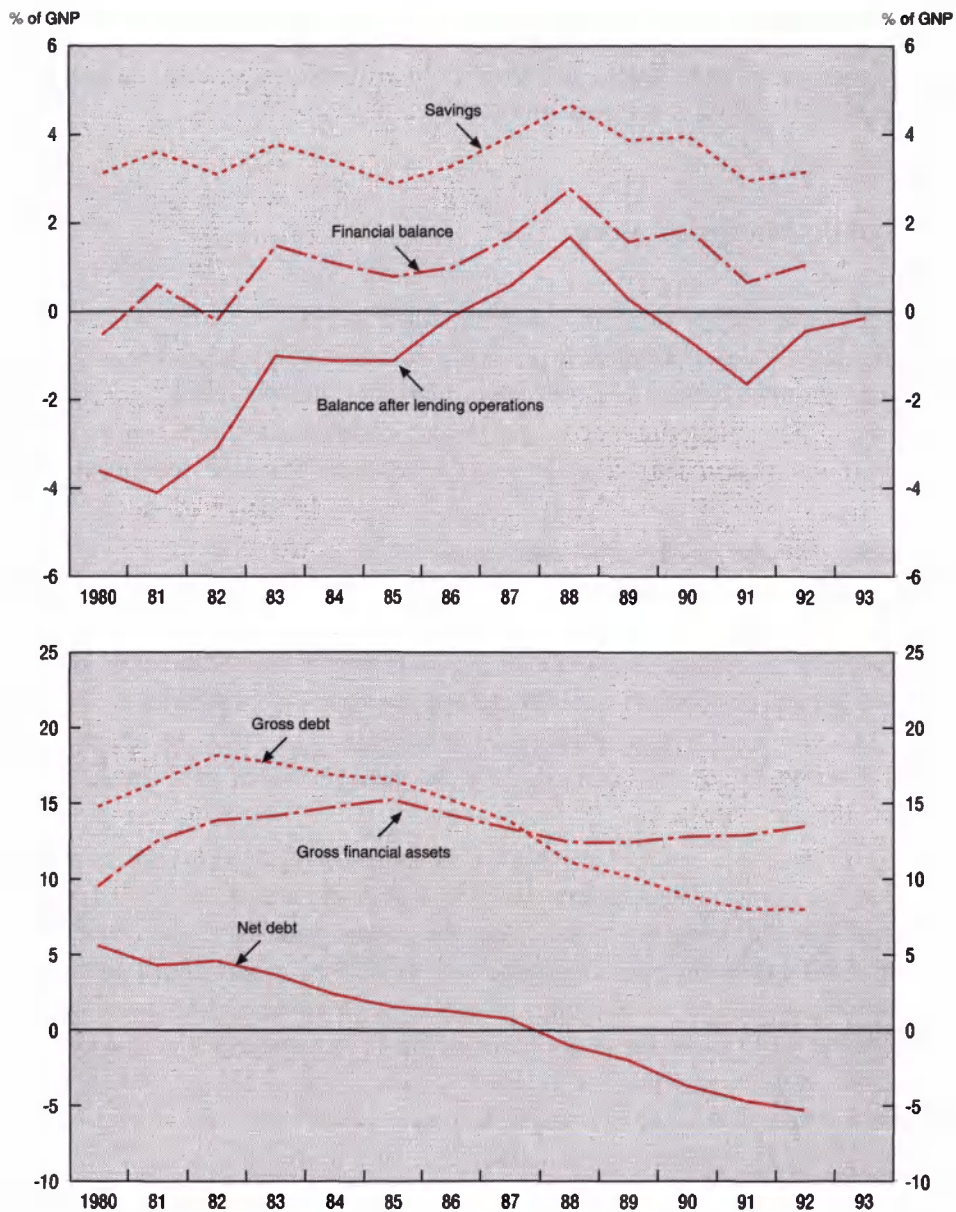 % of GNP % of GNP
6 6
Savings
4 4
Financial balance
2 2
0 0
Balance after lending operations
-2 -2
-4 -4
-6 -6
1980 81 82 83 84 85 86 87 88 89 90 91 92 93
25 25
20 20
Gross debt
15 15
Gross financial assets
10 10
Net debt
5 5
0 0
-5 -5
-10 -10
1980 81 82 83 84 85 86 87 88 89 90 91 92 93